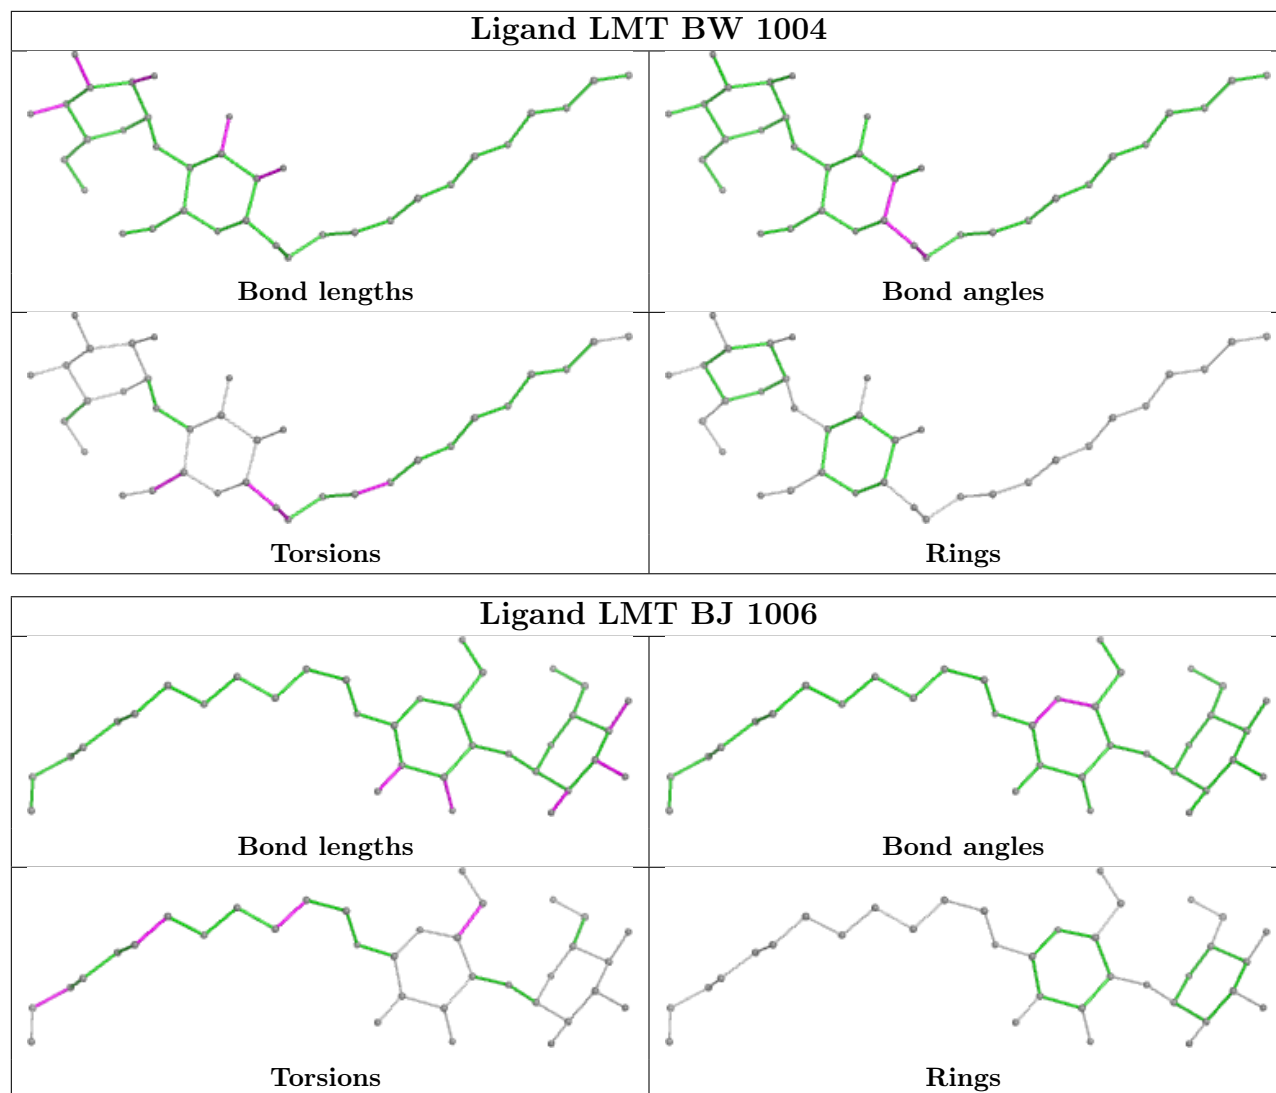 Ligand LMT BW 1004
Bond lengths
Bond angles
Torsions
Rings
Ligand LMT BJ 1006
Bond lengths
Bond angles
Torsions
Rings